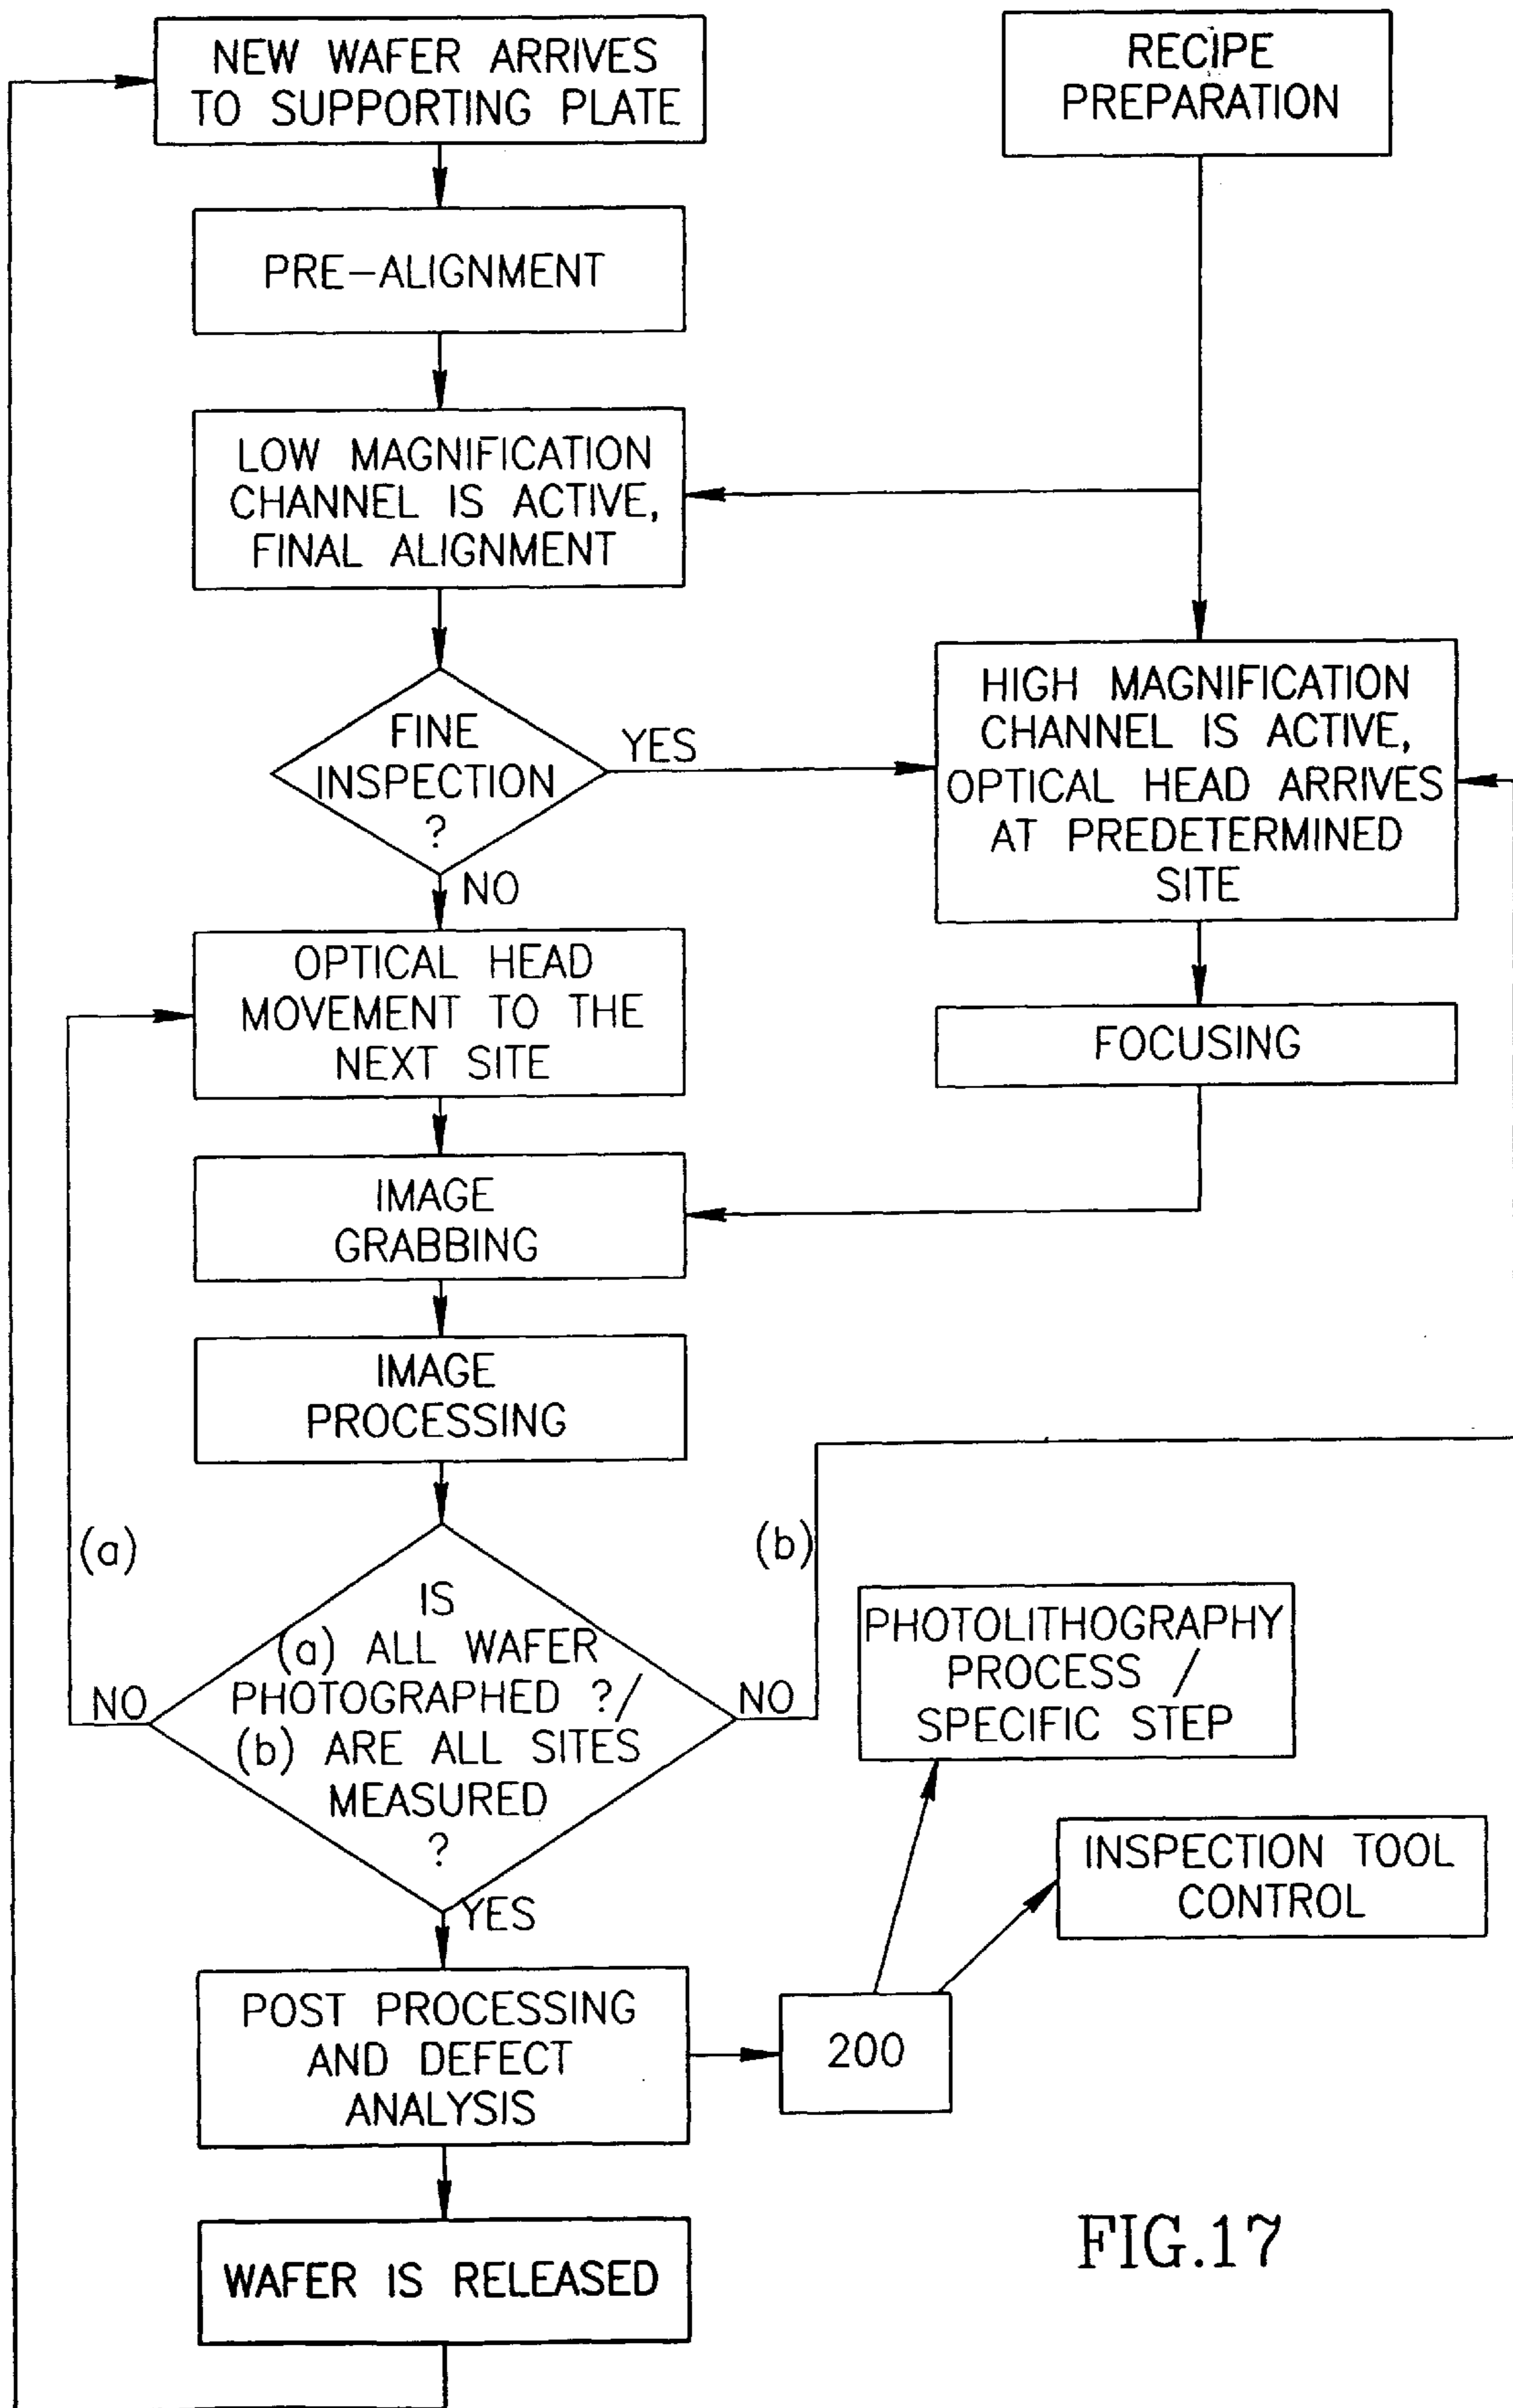 NEW WAFER ARRIVES
TO SUPPORTING PLATE
RECIPE
PREPARATION
PRE-ALIGNMENT
LOW MAGNIFICATION
CHANNEL IS ACTIVE,
FINAL ALIGNMENT
FINE
INSPECTION
?
YES
NO
HIGH MAGNIFICATION
CHANNEL IS ACTIVE,
OPTICAL HEAD ARRIVES
AT PREDETERMINED
SITE
OPTICAL HEAD
MOVEMENT TO THE
NEXT SITE
FOCUSING
IMAGE
GRABBING
IMAGE
PROCESSING
(a)
(b)
IS
(a) ALL WAFER
PHOTOGRAPHED ?/
(b) ARE ALL SITES
MEASURED
?
NO
NO
YES
PHOTOLITHOGRAPHY
PROCESS /
SPECIFIC STEP
INSPECTION TOOL
CONTROL
POST PROCESSING
AND DEFECT
ANALYSIS
200
WAFER IS RELEASED
FIG.17